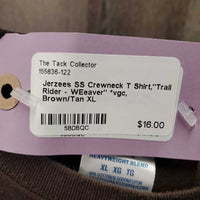 The Tack Collector
155836-122
Jerzees SS Crewneck T Shirt,"Trail
Rider - WEeaver" *vgc,
Brown/Tan XL
5BDBQC
$16.00
HEAVYWEIGHT BLEND
XL XG TG